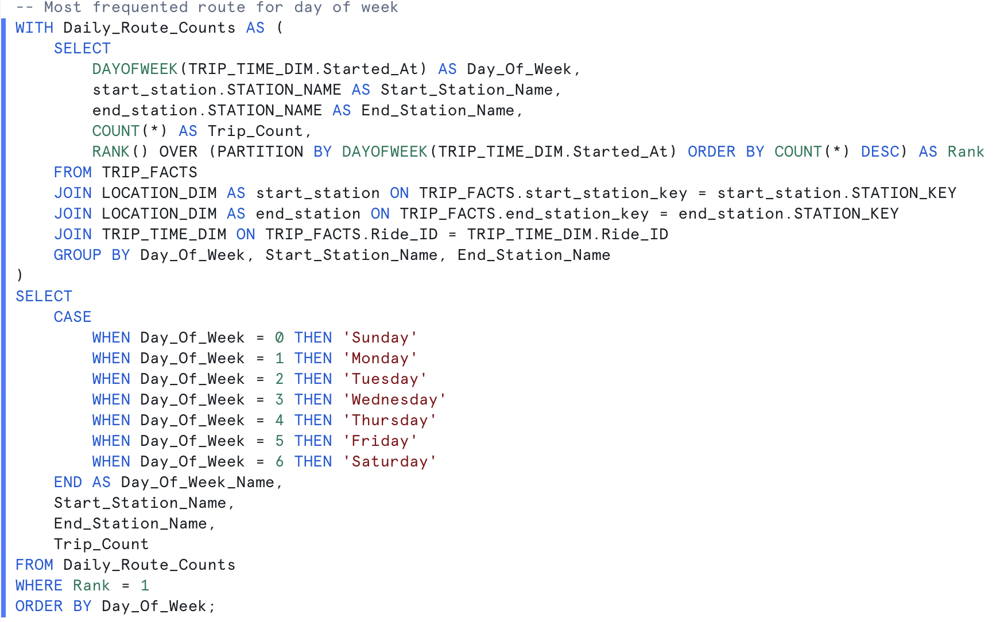 -- Most frequented route for day of week
WITH Daily_Route_Counts AS (
    SELECT
        DAYOFWEEK(TRIP_TIME_DIM.Started_At) AS Day_Of_Week,
        start_station.STATION_NAME AS Start_Station_Name,
        end_station.STATION_NAME AS End_Station_Name,
        COUNT(*) AS Trip_Count,
        RANK() OVER (PARTITION BY DAYOFWEEK(TRIP_TIME_DIM.Started_At) ORDER BY COUNT(*) DESC) AS Rank
    FROM TRIP_FACTS
    JOIN LOCATION_DIM AS start_station ON TRIP_FACTS.start_station_key = start_station.STATION_KEY
    JOIN LOCATION_DIM AS end_station ON TRIP_FACTS.end_station_key = end_station.STATION_KEY
    JOIN TRIP_TIME_DIM ON TRIP_FACTS.Ride_ID = TRIP_TIME_DIM.Ride_ID
    GROUP BY Day_Of_Week, Start_Station_Name, End_Station_Name
)
SELECT
    CASE
        WHEN Day_Of_Week = 0 THEN 'Sunday'
        WHEN Day_Of_Week = 1 THEN 'Monday'
        WHEN Day_Of_Week = 2 THEN 'Tuesday'
        WHEN Day_Of_Week = 3 THEN 'Wednesday'
        WHEN Day_Of_Week = 4 THEN 'Thursday'
        WHEN Day_Of_Week = 5 THEN 'Friday'
        WHEN Day_Of_Week = 6 THEN 'Saturday'
    END AS Day_Of_Week_Name,
    Start_Station_Name,
    End_Station_Name,
    Trip_Count
FROM Daily_Route_Counts
WHERE Rank = 1
ORDER BY Day_Of_Week;